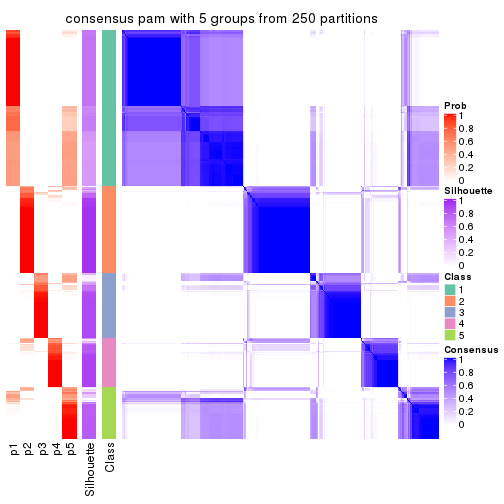 consensus pam with 5 groups from 250 partitions
Prob
1
0.8
0.6
0.4
0.2
0
Silhouette
1
0.8
0.6
0.4
0.2
0
Class
1
2
3
4
5
Consensus
1
0.8
0.6
0.4
0.2
0
p1
p2
p3
p4
p5
Silhouette
Class